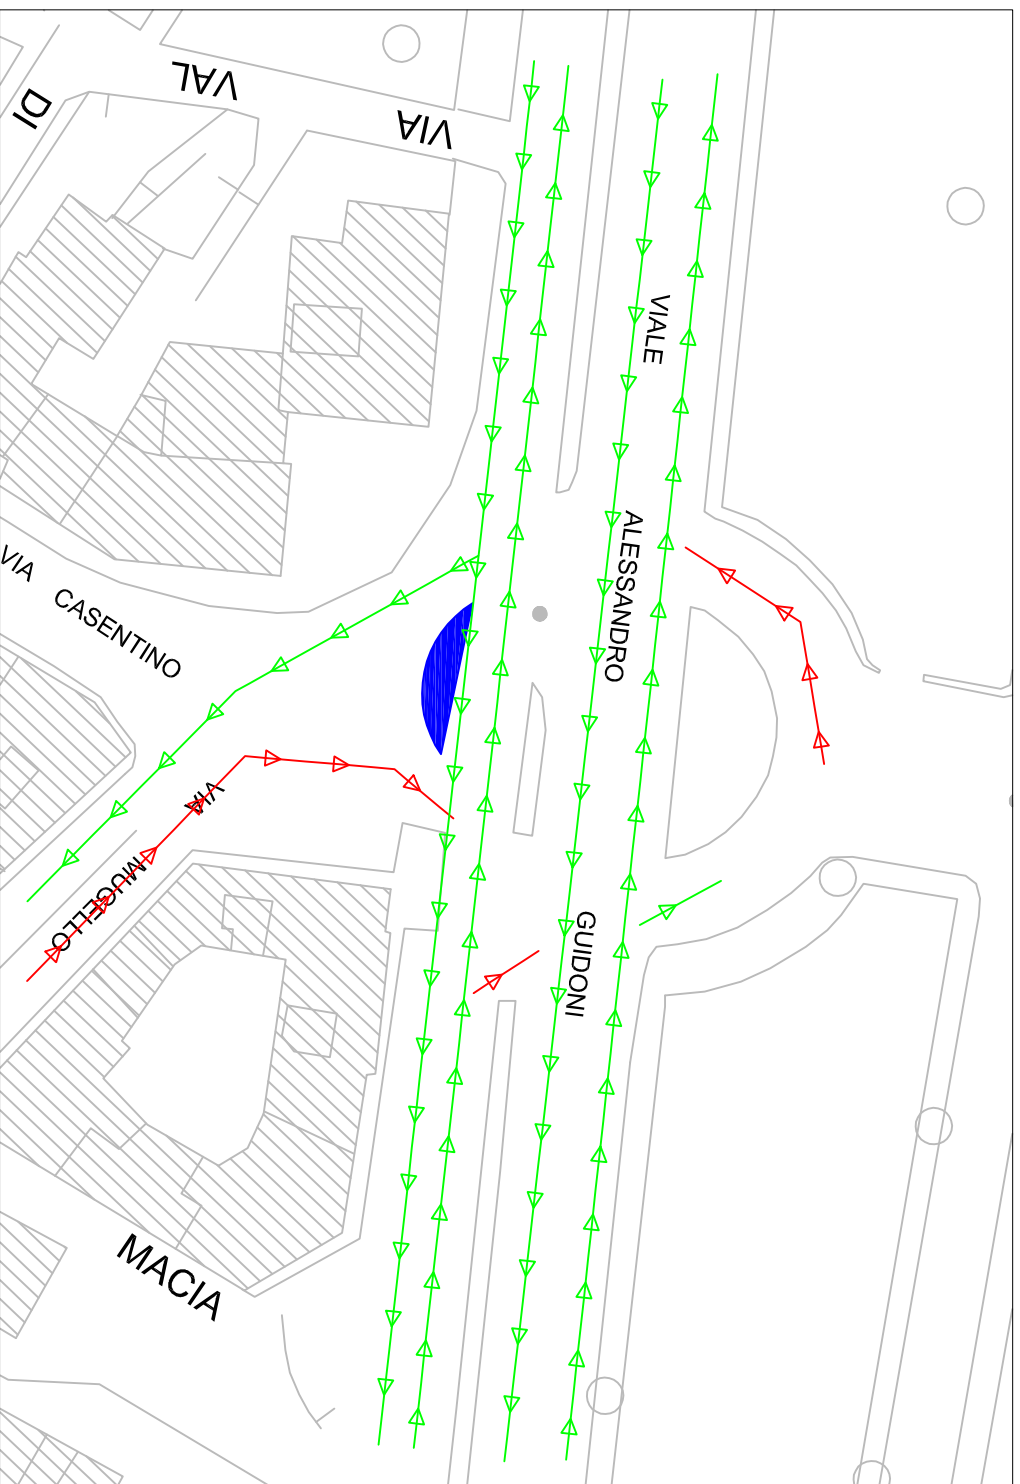 DI
VAL
VIA
VIALE
ALESSANDRO
GUIDONI
VIA CASENTINO
VIA
MUGELLO
MACIA